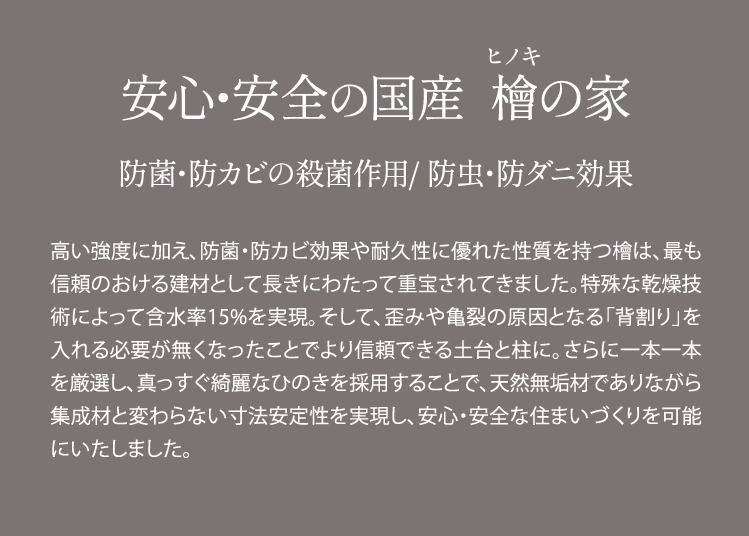 ヒノキ
安心・安全の国産 檜の家
防菌・防カビの殺菌作用/ 防虫・防ダニ効果
高い強度に加え、防菌・防カビ効果や耐久性に優れた性質を持つ檜は、最も
信頼のおける建材として長きにわたって重宝されてきました。特殊な乾燥技
術によって含水率15%を実現。そして、歪みや亀裂の原因となる「背割り」を
入れる必要が無くなったことでより信頼できる土台と柱に。さらに一本一本
を厳選し、真っすぐ綺麗なひのきを採用することで、天然無垢材でありながら
集成材と変わらない寸法安定性を実現し、安心・安全な住まいづくりを可能
にいたしました。